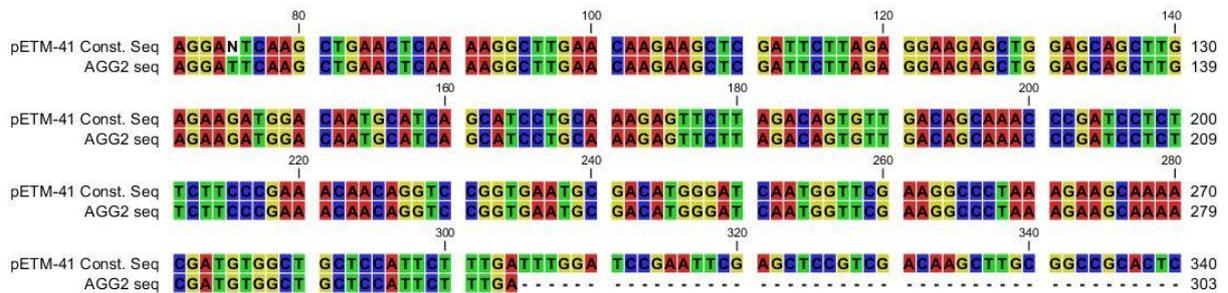 80 100 120 140
pETM-41 Const. Seq AGGANTCAAG CTGAACTCAA AAGGCTTGAA CAAGAAGCTC GATTCTTAGA GGAAGAGCTG GAGCAGCTTG 130
AGG2 seq AGGATTCAAG CTGAACTCAA AAGGCTTGAA CAAGAAGCTC GATTCTTAGA GGAAGAGCTG GAGCAGCTTG 139
160 180 200
pETM-41 Const. Seq AGAAGATGGA CAATGCATCA GCATCCTGCA AAGAGTTCTT AGACAGTGTT GACAGCAAAC CCGATCCTCT 200
AGG2 seq AGAAGATGGA CAATGCATCA GCATCCTGCA AAGAGTTCTT AGACAGTGTT GACAGCAAAC CCGATCCTCT 209
220 240 260 280
pETM-41 Const. Seq TCTTCCCGAA ACAACAGGTC CGGTGAATGC GACATGGGAT CAATGGTTCG AAGGCCCTAA AGAAGCAAAA 270
AGG2 seq TCTTCCCGAA ACAACAGGTC CGGTGAATGC GACATGGGAT CAATGGTTCG AAGGCCCTAA AGAAGCAAAA 279
300 320 340
pETM-41 Const. Seq CGATGTGGCT GCTCCATTCT TTGATTTGGA TCCGAATTCG AGCTCCGTCG ACAAGCTTGC GGCCGCACTC 340
AGG2 seq CGATGTGGCT GCTCCATTCT TTGA------ ---------- ---------- ---------- ---------- 303